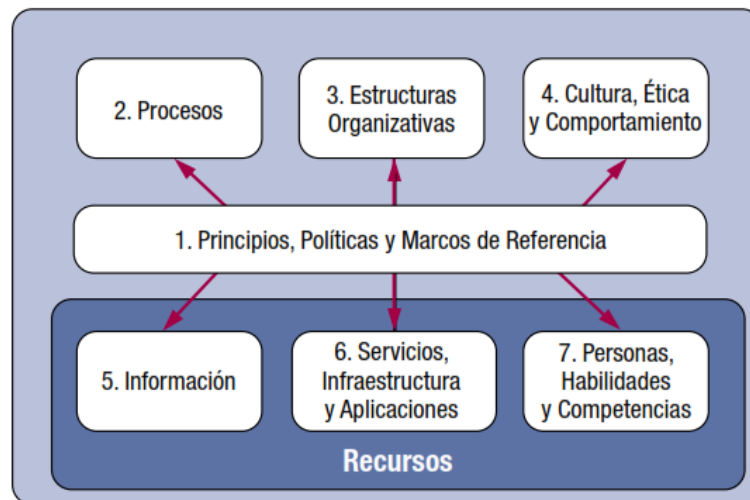 2. Procesos
3. Estructuras
Organizativas
4. Cultura, Ética
y Comportamiento
1. Principios, Políticas y Marcos de Referencia
5. Información
6. Servicios,
Infraestructura
y Aplicaciones
7. Personas,
Habilidades
y Competencias
Recursos